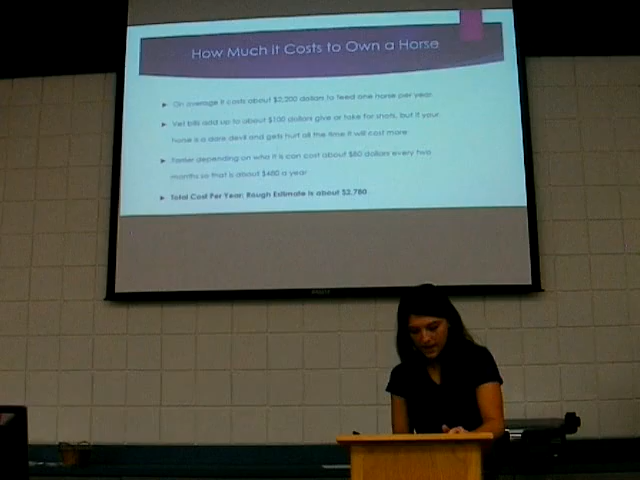 How Much it Costs to Own a Horse
On average it costs about $2,200 dollars to feed one horse per year
Vet bills add up to about $100 dollars give or take for shots, but if your
horse is a dare devil and gets hurt all the time it will cost more
Farrier depending on who it is can cost about $80 dollars every two
months so that is about $480 a year
Total Cost Per Year: Rough Estimate is about $2,780